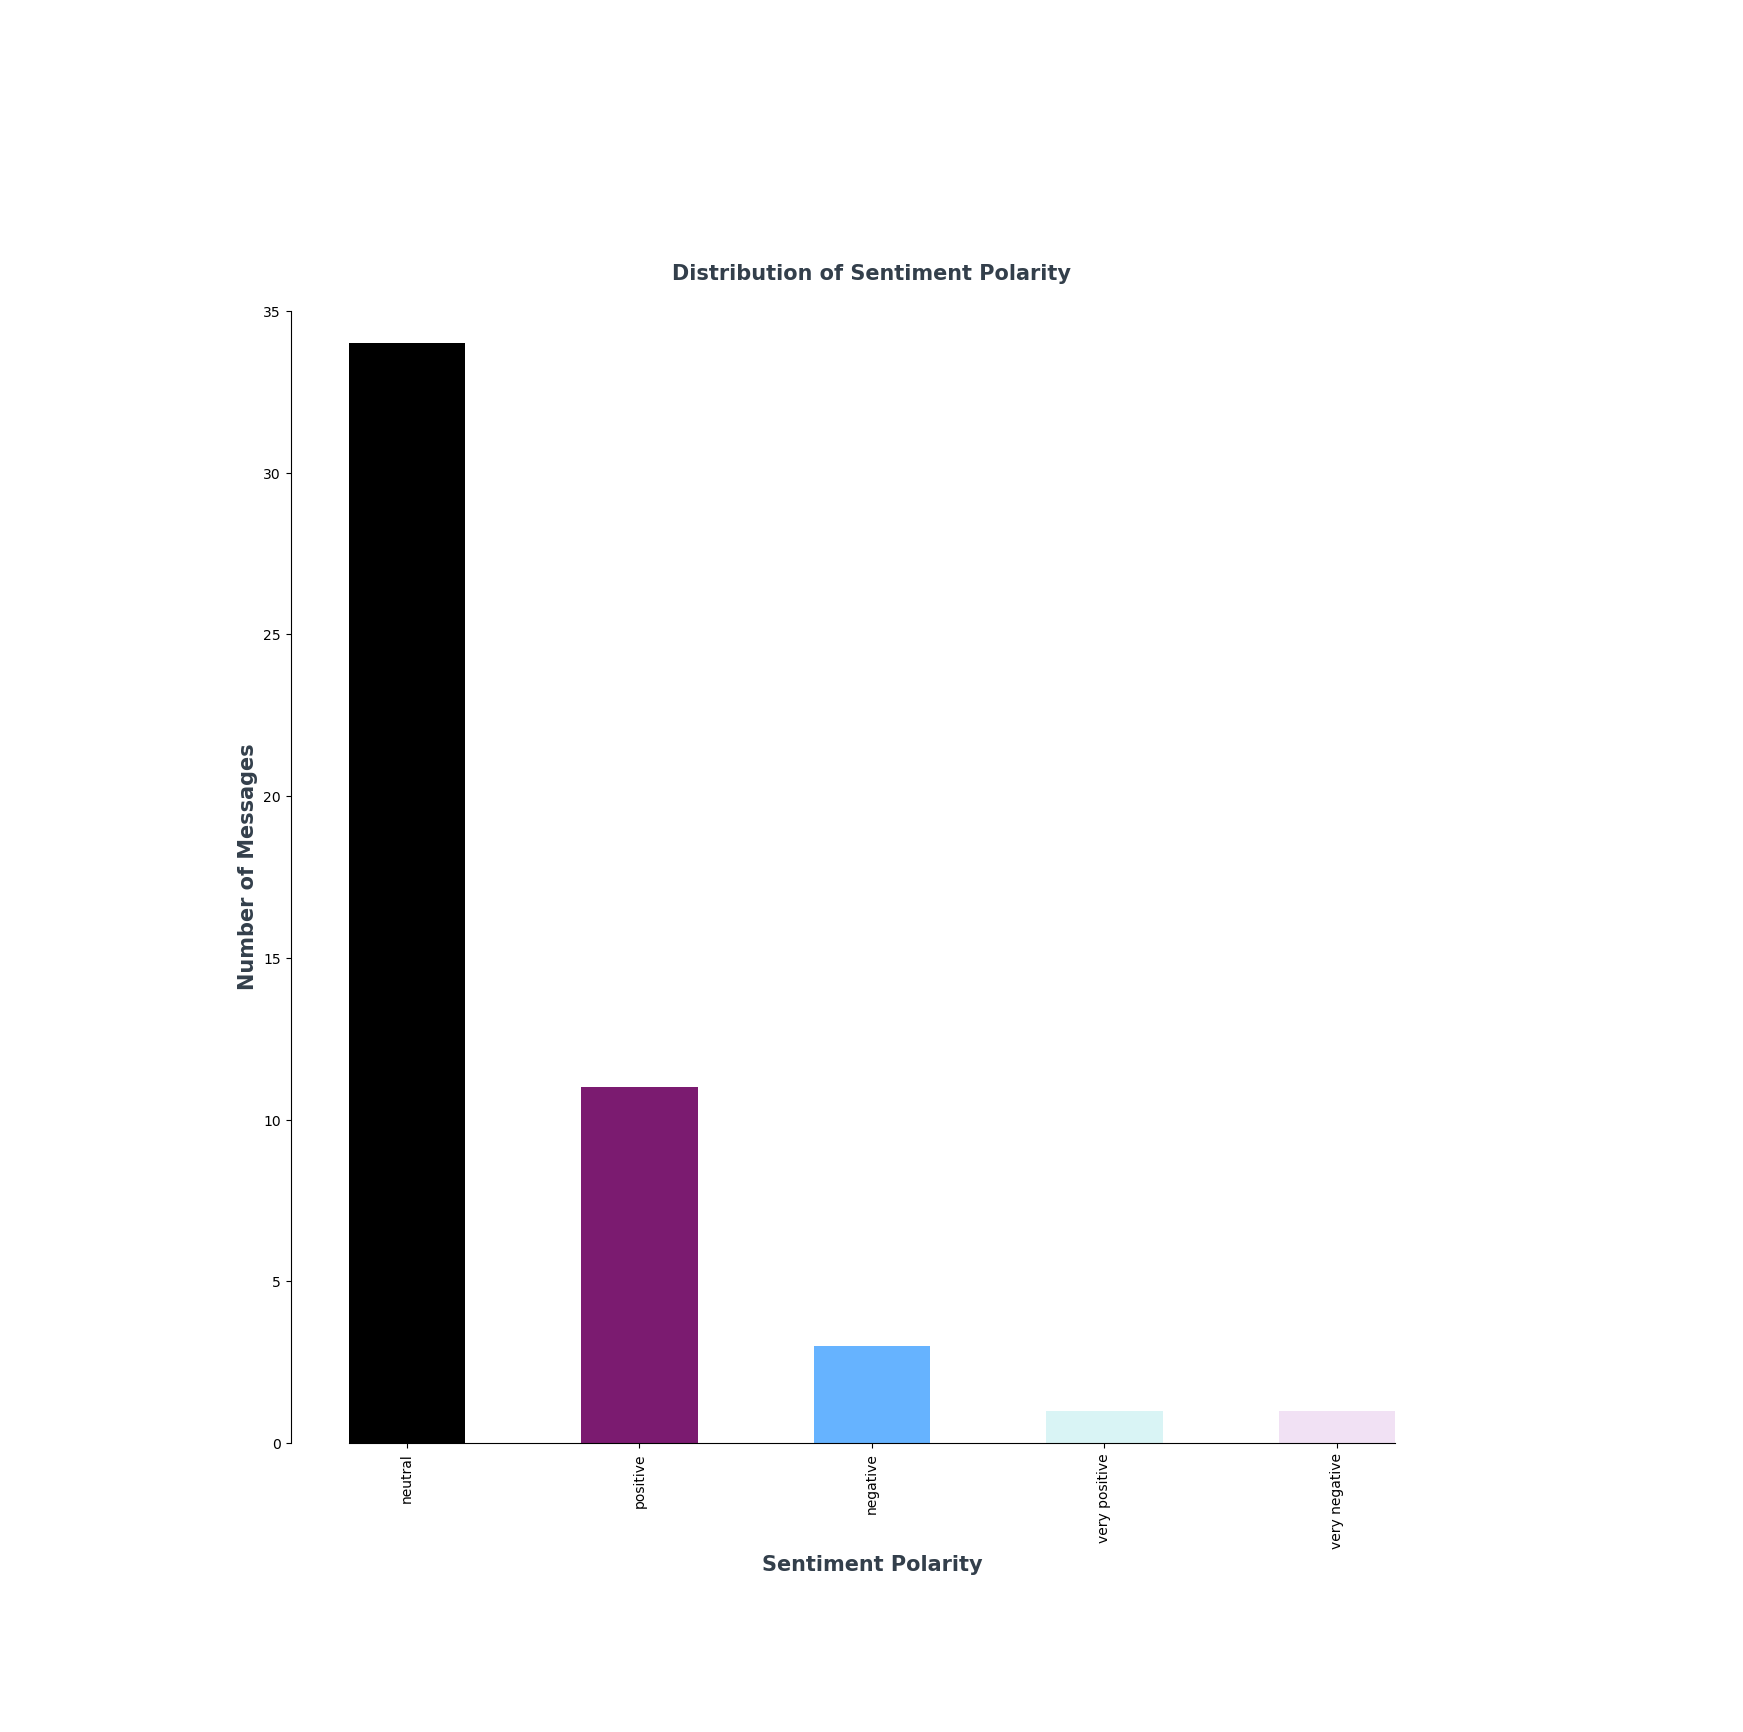 Distribution of Sentiment Polarity
35
30
25
20
15
10
5
0
Number of Messages
neutral
positive
negative
very positive
very negative
Sentiment Polarity